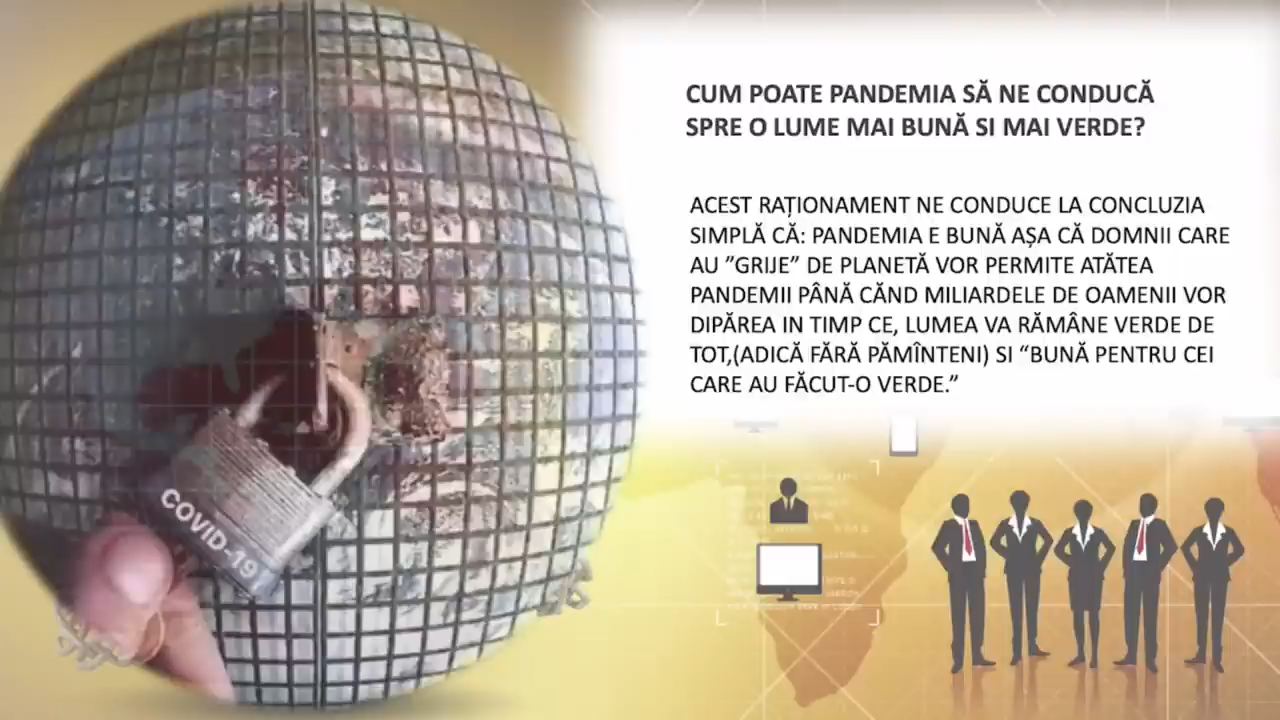 CUM POATE PANDEMIA SĂ NE CONDUCĂ
SPRE O LUME MAI BUNĂ SI MAI VERDE?
ACEST RAȚIONAMENT NE CONDUCE LA CONCLUZIA
SIMPLĂ CĂ: PANDEMIA E BUNĂ AȘA CĂ DOMNII CARE
AU ”GRIJE” DE PLANETĂ VOR PERMITE ATĂTEA
PANDEMII PÂNĂ CĂND MILIARDELE DE OAMENII VOR
DIPĂREA IN TIMP CE, LUMEA VA RĂMÂNE VERDE DE
TOT,(ADICĂ FĂRĂ PĂMÎNTENI) SI “BUNĂ PENTRU CEI
CARE AU FĂCUT-O VERDE.”
COVID-19